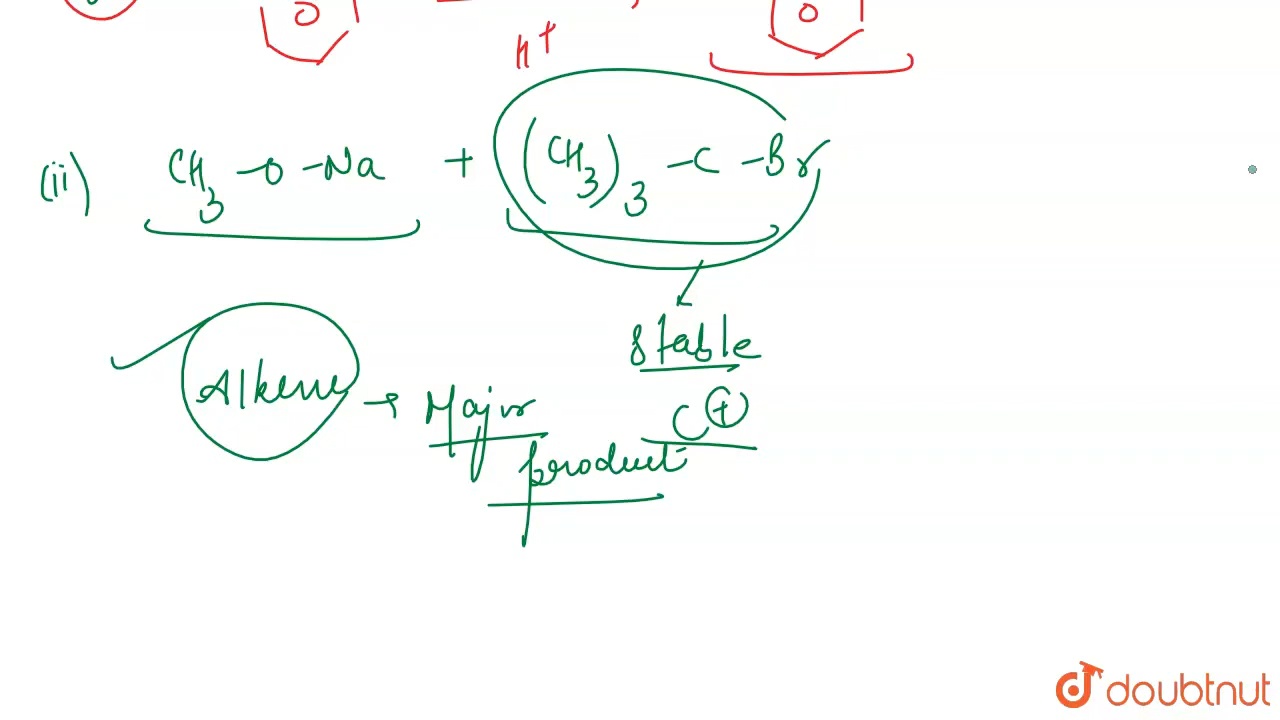 O O
H+
(ii) CH3 -O -Na + (CH3)3 -C -Br
Stable
Alkene → Major C+
product
doubtnut